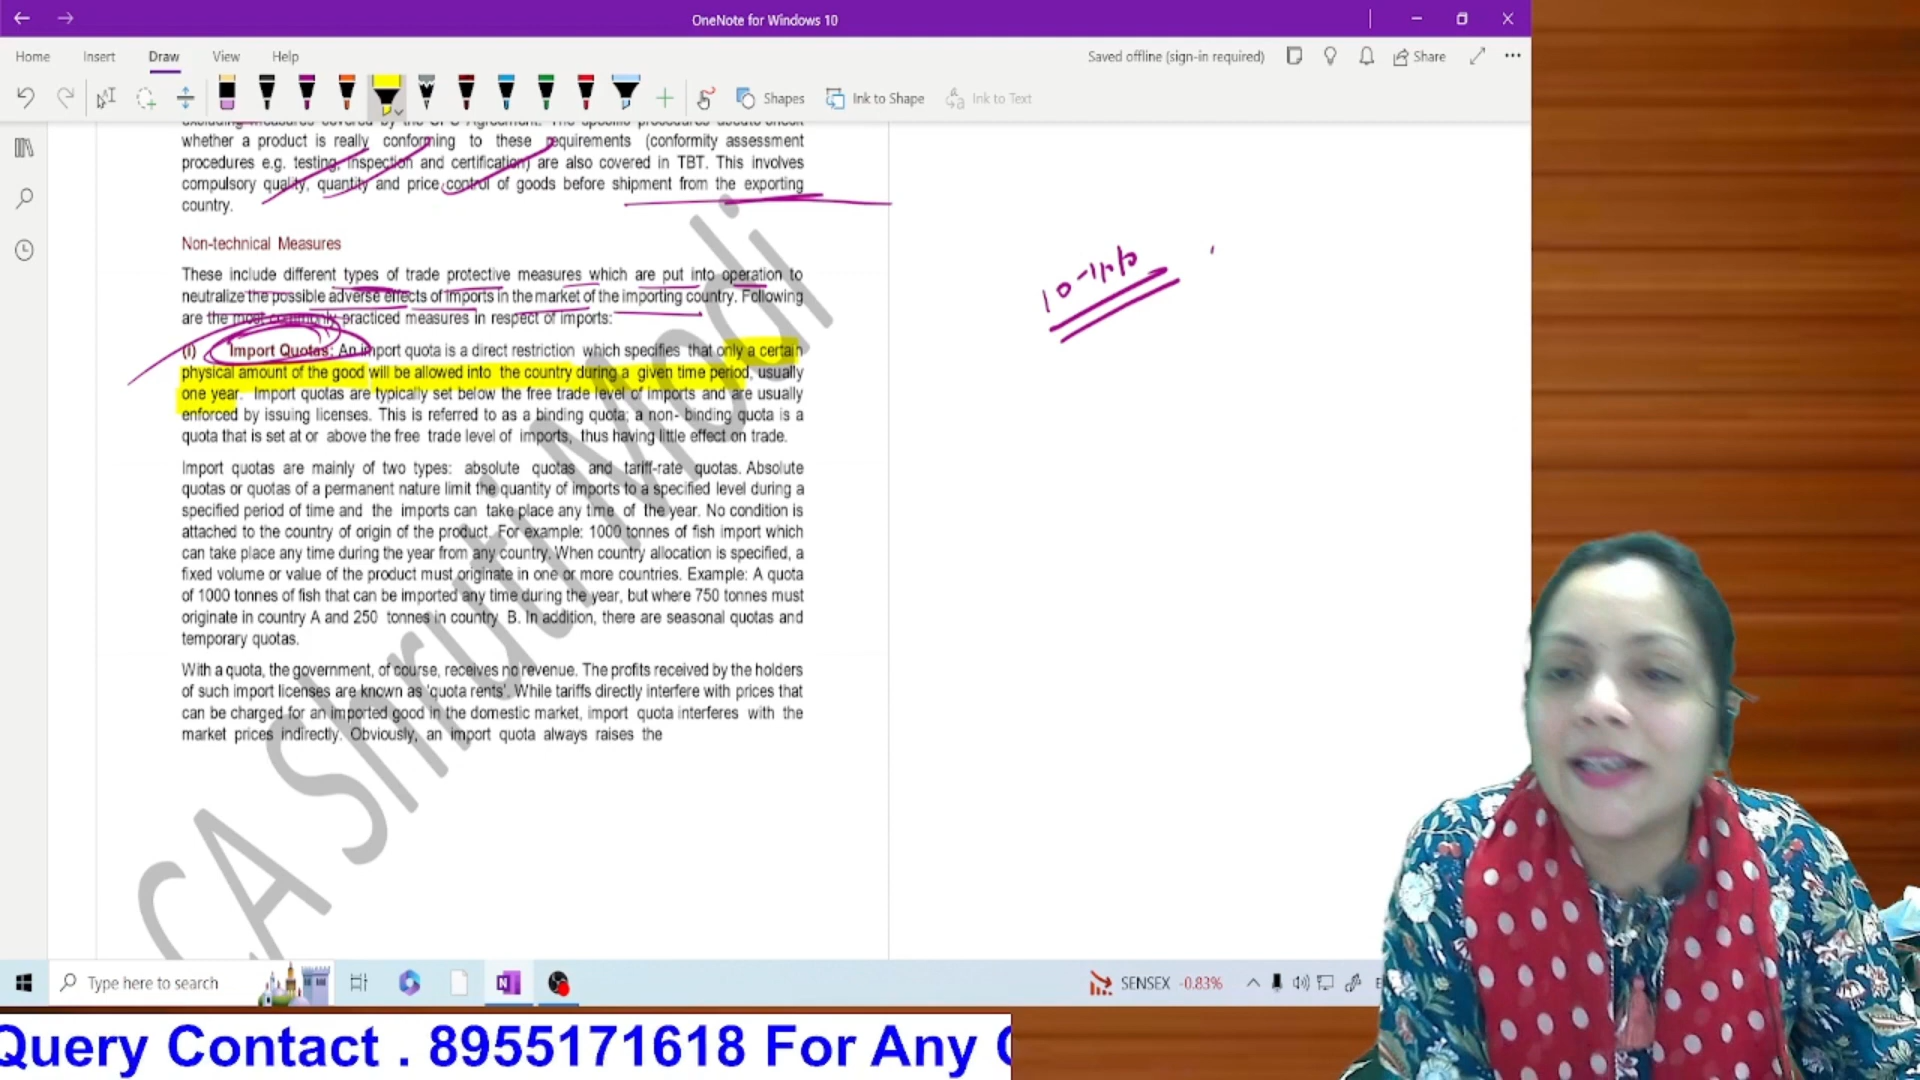 OneNote for Windows 10
Home Insert Draw View Help
Saved offline (sign-in required) Share
Shapes Ink to Shape Ink to Text
whether a product is really conforming to these requirements (conformity assessment
procedures e.g. testing, inspection and certification) are also covered in TBT. This involves
compulsory quality, quantity and price control of goods before shipment from the exporting
country.
Non-technical Measures
These include different types of trade protective measures which are put into operation to
neutralize the possible adverse effects of imports in the market of the importing country. Following
are the most commonly practiced measures in respect of imports:
(i) Import Quotas: An import quota is a direct restriction which specifies that only a certain
physical amount of the good will be allowed into the country during a given time period, usually
one year. Import quotas are typically set below the free trade level of imports and are usually
enforced by issuing licenses. This is referred to as a binding quota; a non- binding quota is a
quota that is set at or above the free trade level of imports, thus having little effect on trade.
Import quotas are mainly of two types: absolute quotas and tariff-rate quotas. Absolute
quotas or quotas of a permanent nature limit the quantity of imports to a specified level during a
specified period of time and the imports can take place any time of the year. No condition is
attached to the country of origin of the product. For example: 1000 tonnes of fish import which
can take place any time during the year from any country. When country allocation is specified, a
fixed volume or value of the product must originate in one or more countries. Example: A quota
of 1000 tonnes of fish that can be imported any time during the year, but where 750 tonnes must
originate in country A and 250 tonnes in country B. In addition, there are seasonal quotas and
temporary quotas.
With a quota, the government, of course, receives no revenue. The profits received by the holders
of such import licenses are known as 'quota rents'. While tariffs directly interfere with prices that
can be charged for an imported good in the domestic market, import quota interferes with the
market prices indirectly. Obviously, an import quota always raises the
CA Shruti Modi
Type here to search
SENSEX -0.83%
Query Contact . 8955171618 For Any